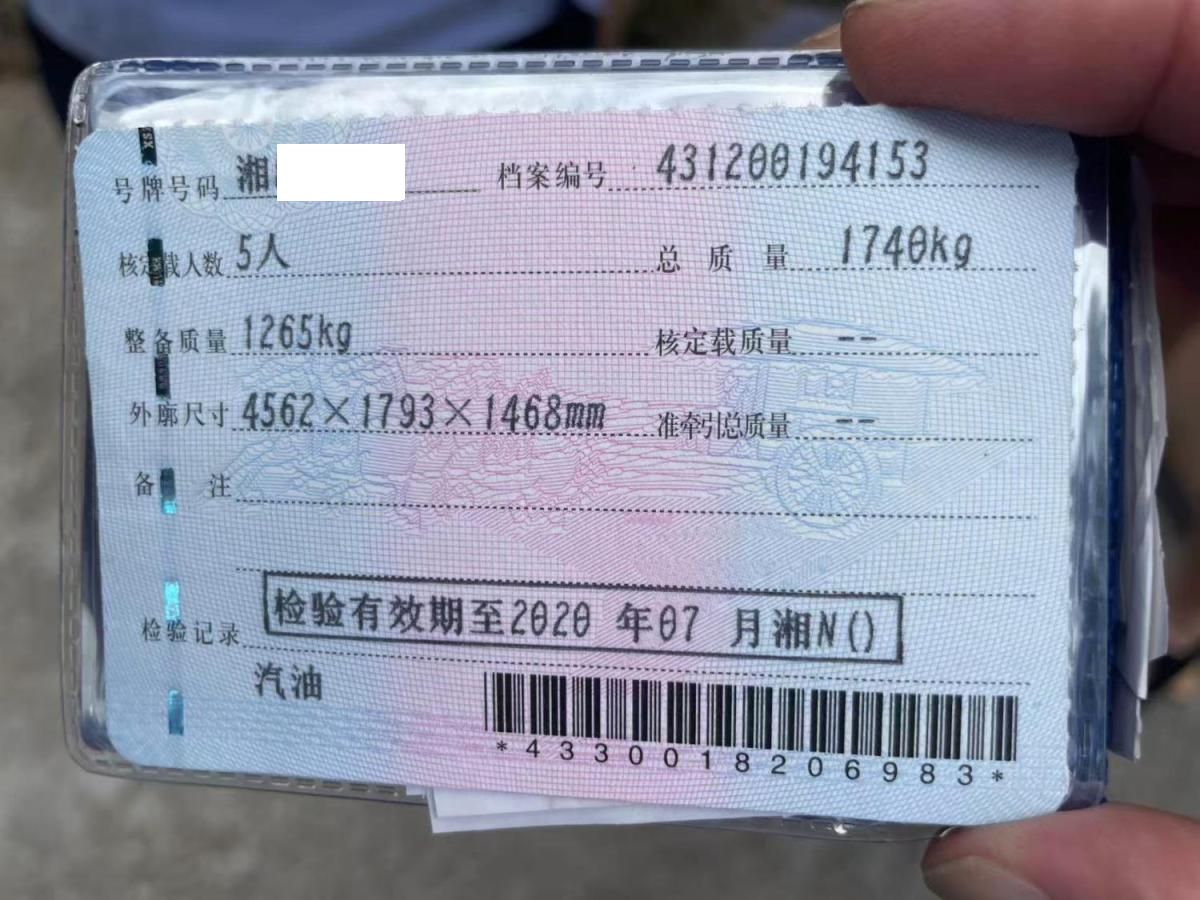 号牌号码 湘 档案编号 431200194153
核定载人数 5人 总质量 1740kg
整备质量 1265kg 核定载质量 --
外廓尺寸 4562×1793×1468mm 准牵引总质量 --
备注
检验记录 检验有效期至2020 年07 月湘N()
汽油
*4330018206983*